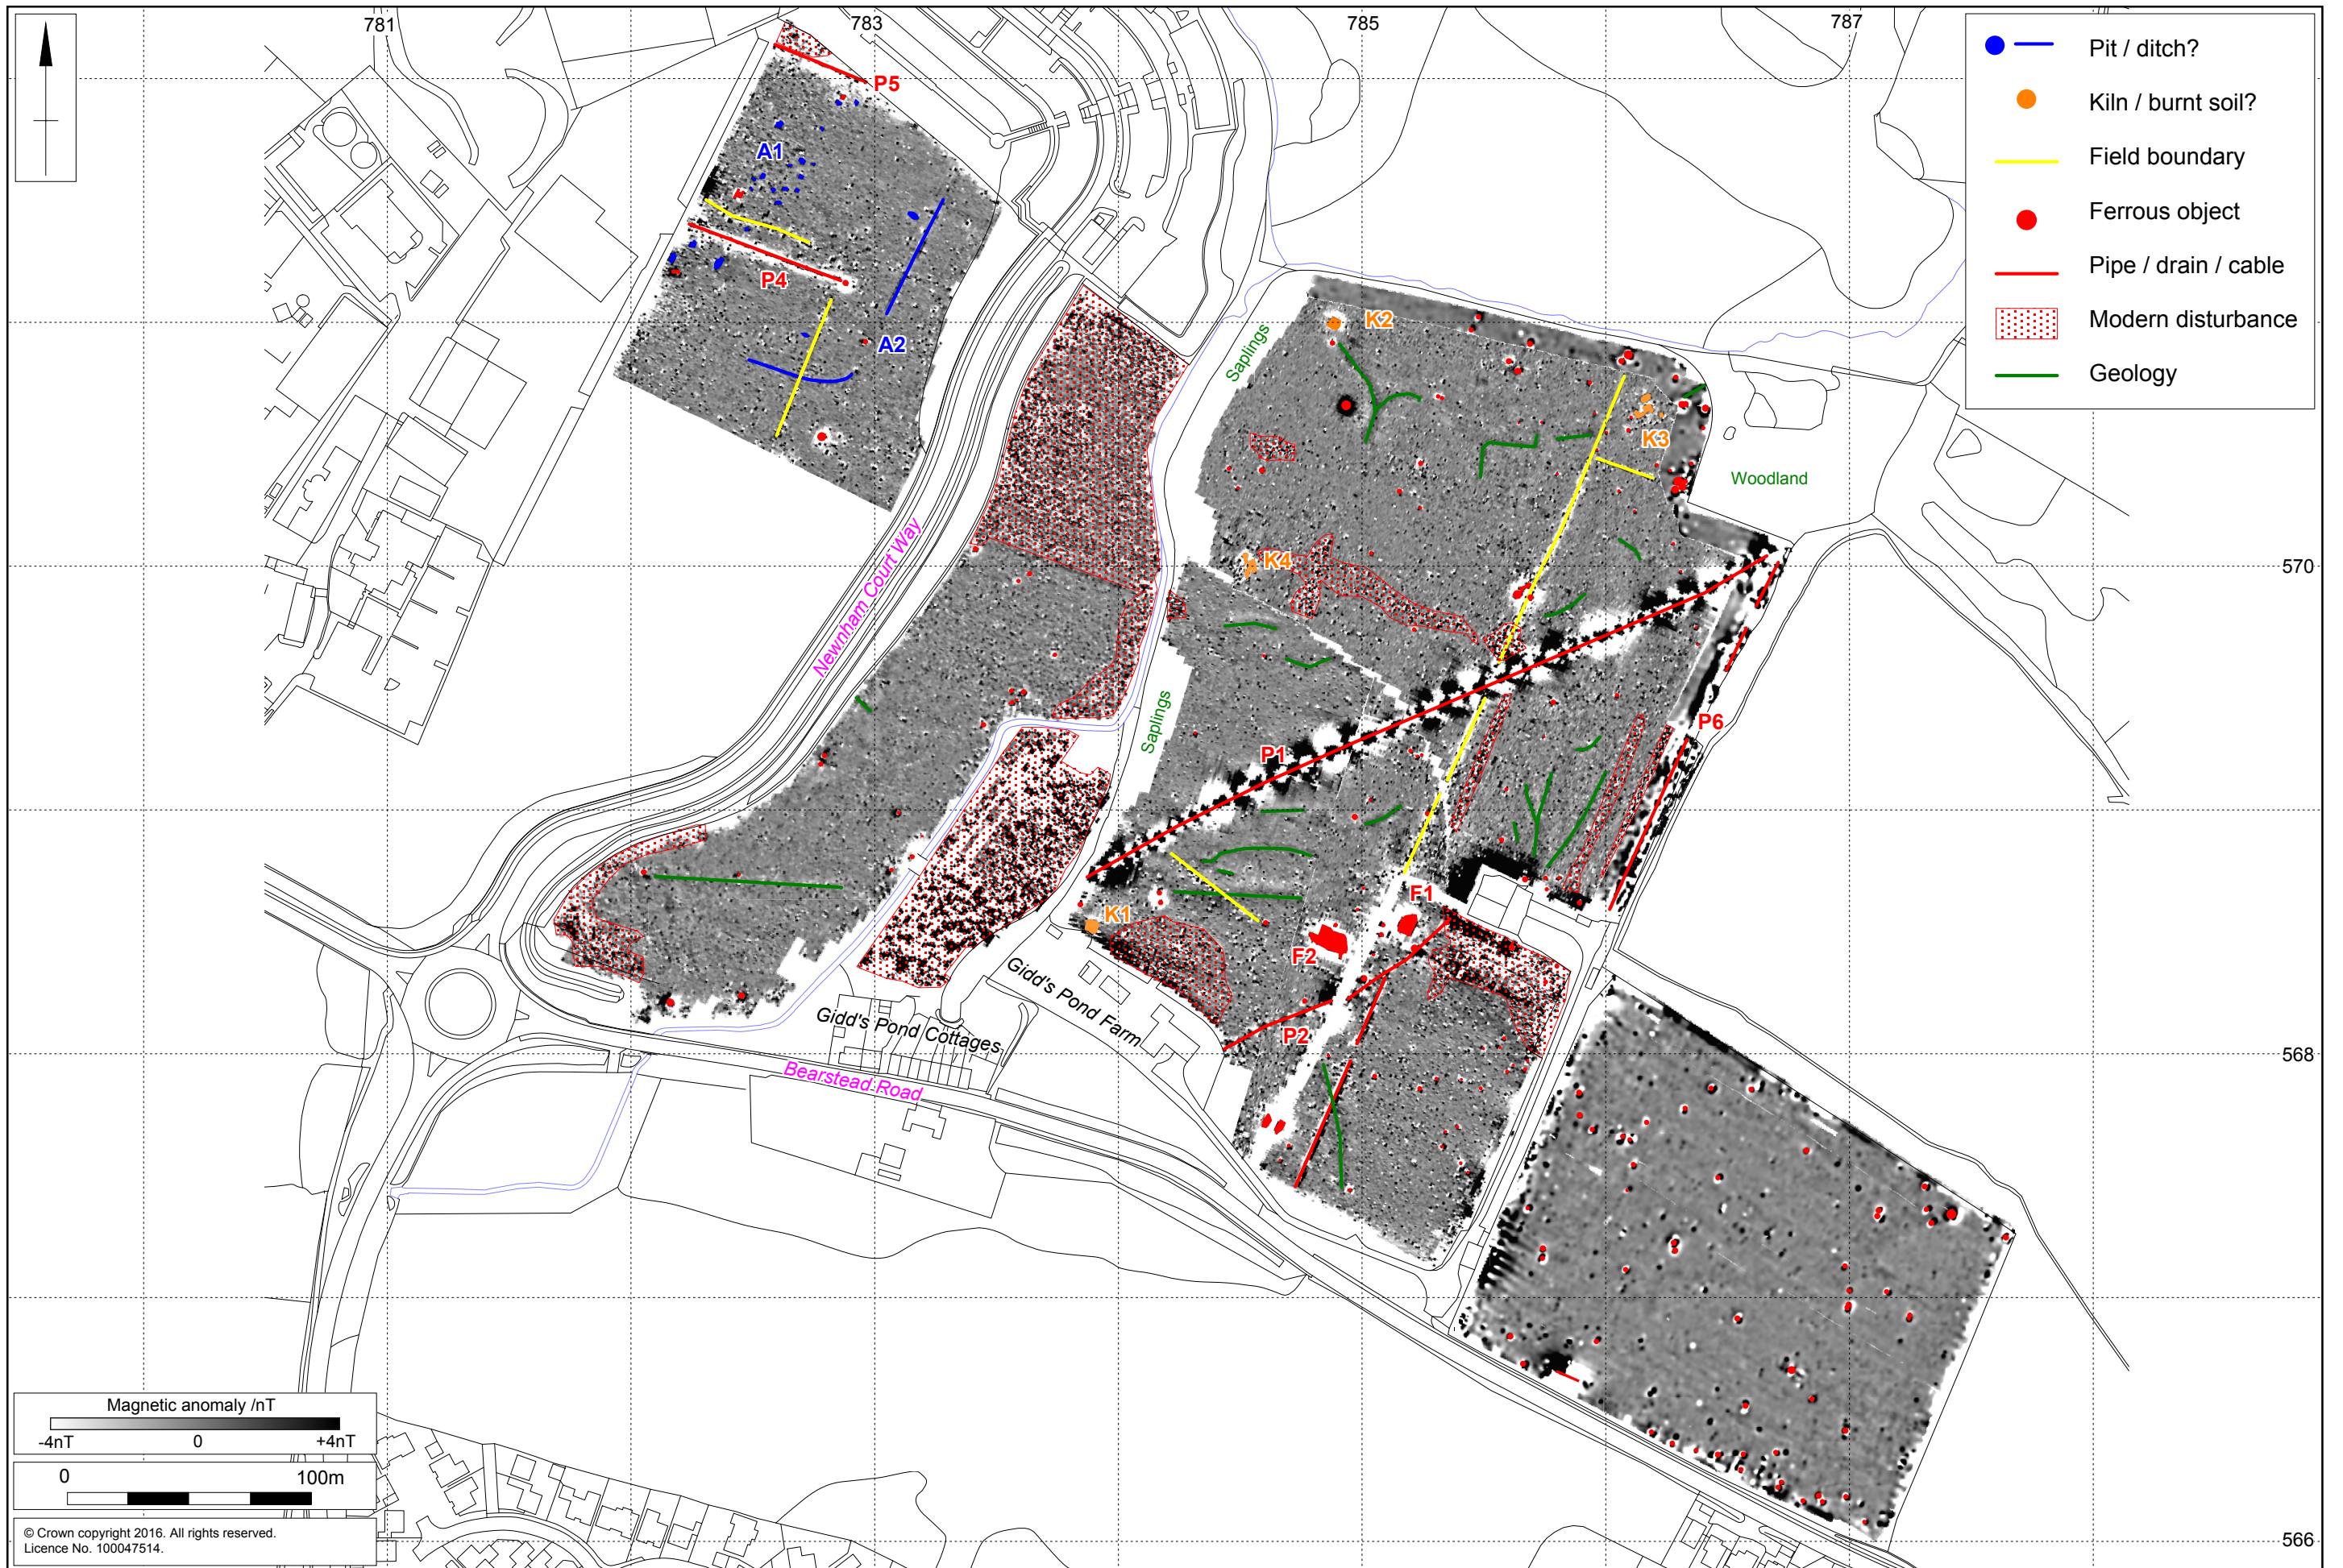 781
783
785
787
Pit / ditch?
Kiln / burnt soil?
Field boundary
Ferrous object
Pipe / drain / cable
Modern disturbance
Geology
P5
A1
P4
A2
K2
Saplings
K3
Woodland
Newnham Court Way
K4
570
Saplings
P1
P6
F1
K1
F2
Gidd's Pond Farm
Gidd's Pond Cottages
P2
568
Bearstead Road
Magnetic anomaly /nT
-4nT 0 +4nT
0 100m
© Crown copyright 2016. All rights reserved.
Licence No. 100047514.
566